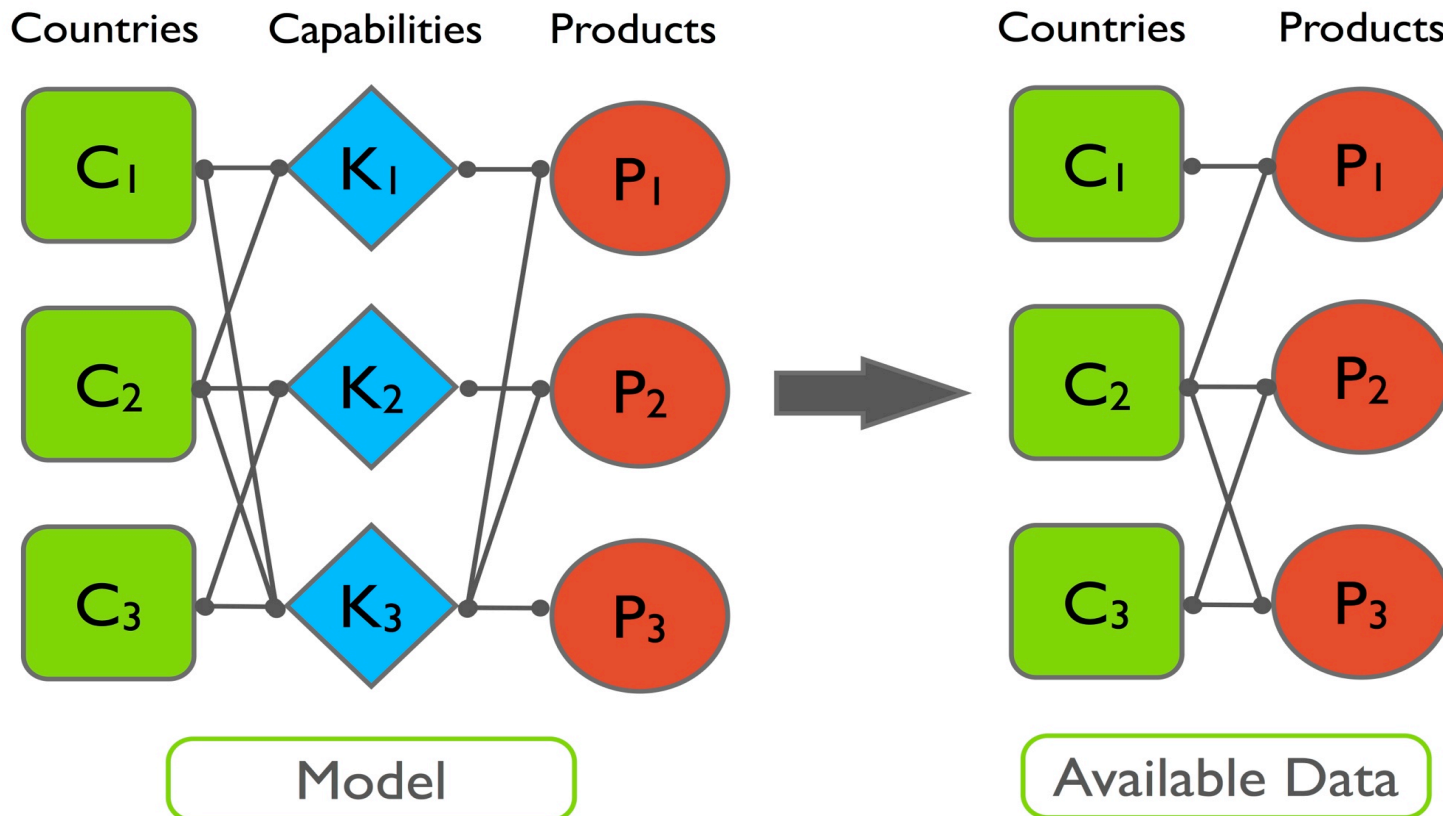 Countries Capabilities Products Countries Products
C₁ K₁ P₁ C₁ P₁
C₂ K₂ P₂ C₂ P₂
C₃ K₃ P₃ C₃ P₃
Model Available Data